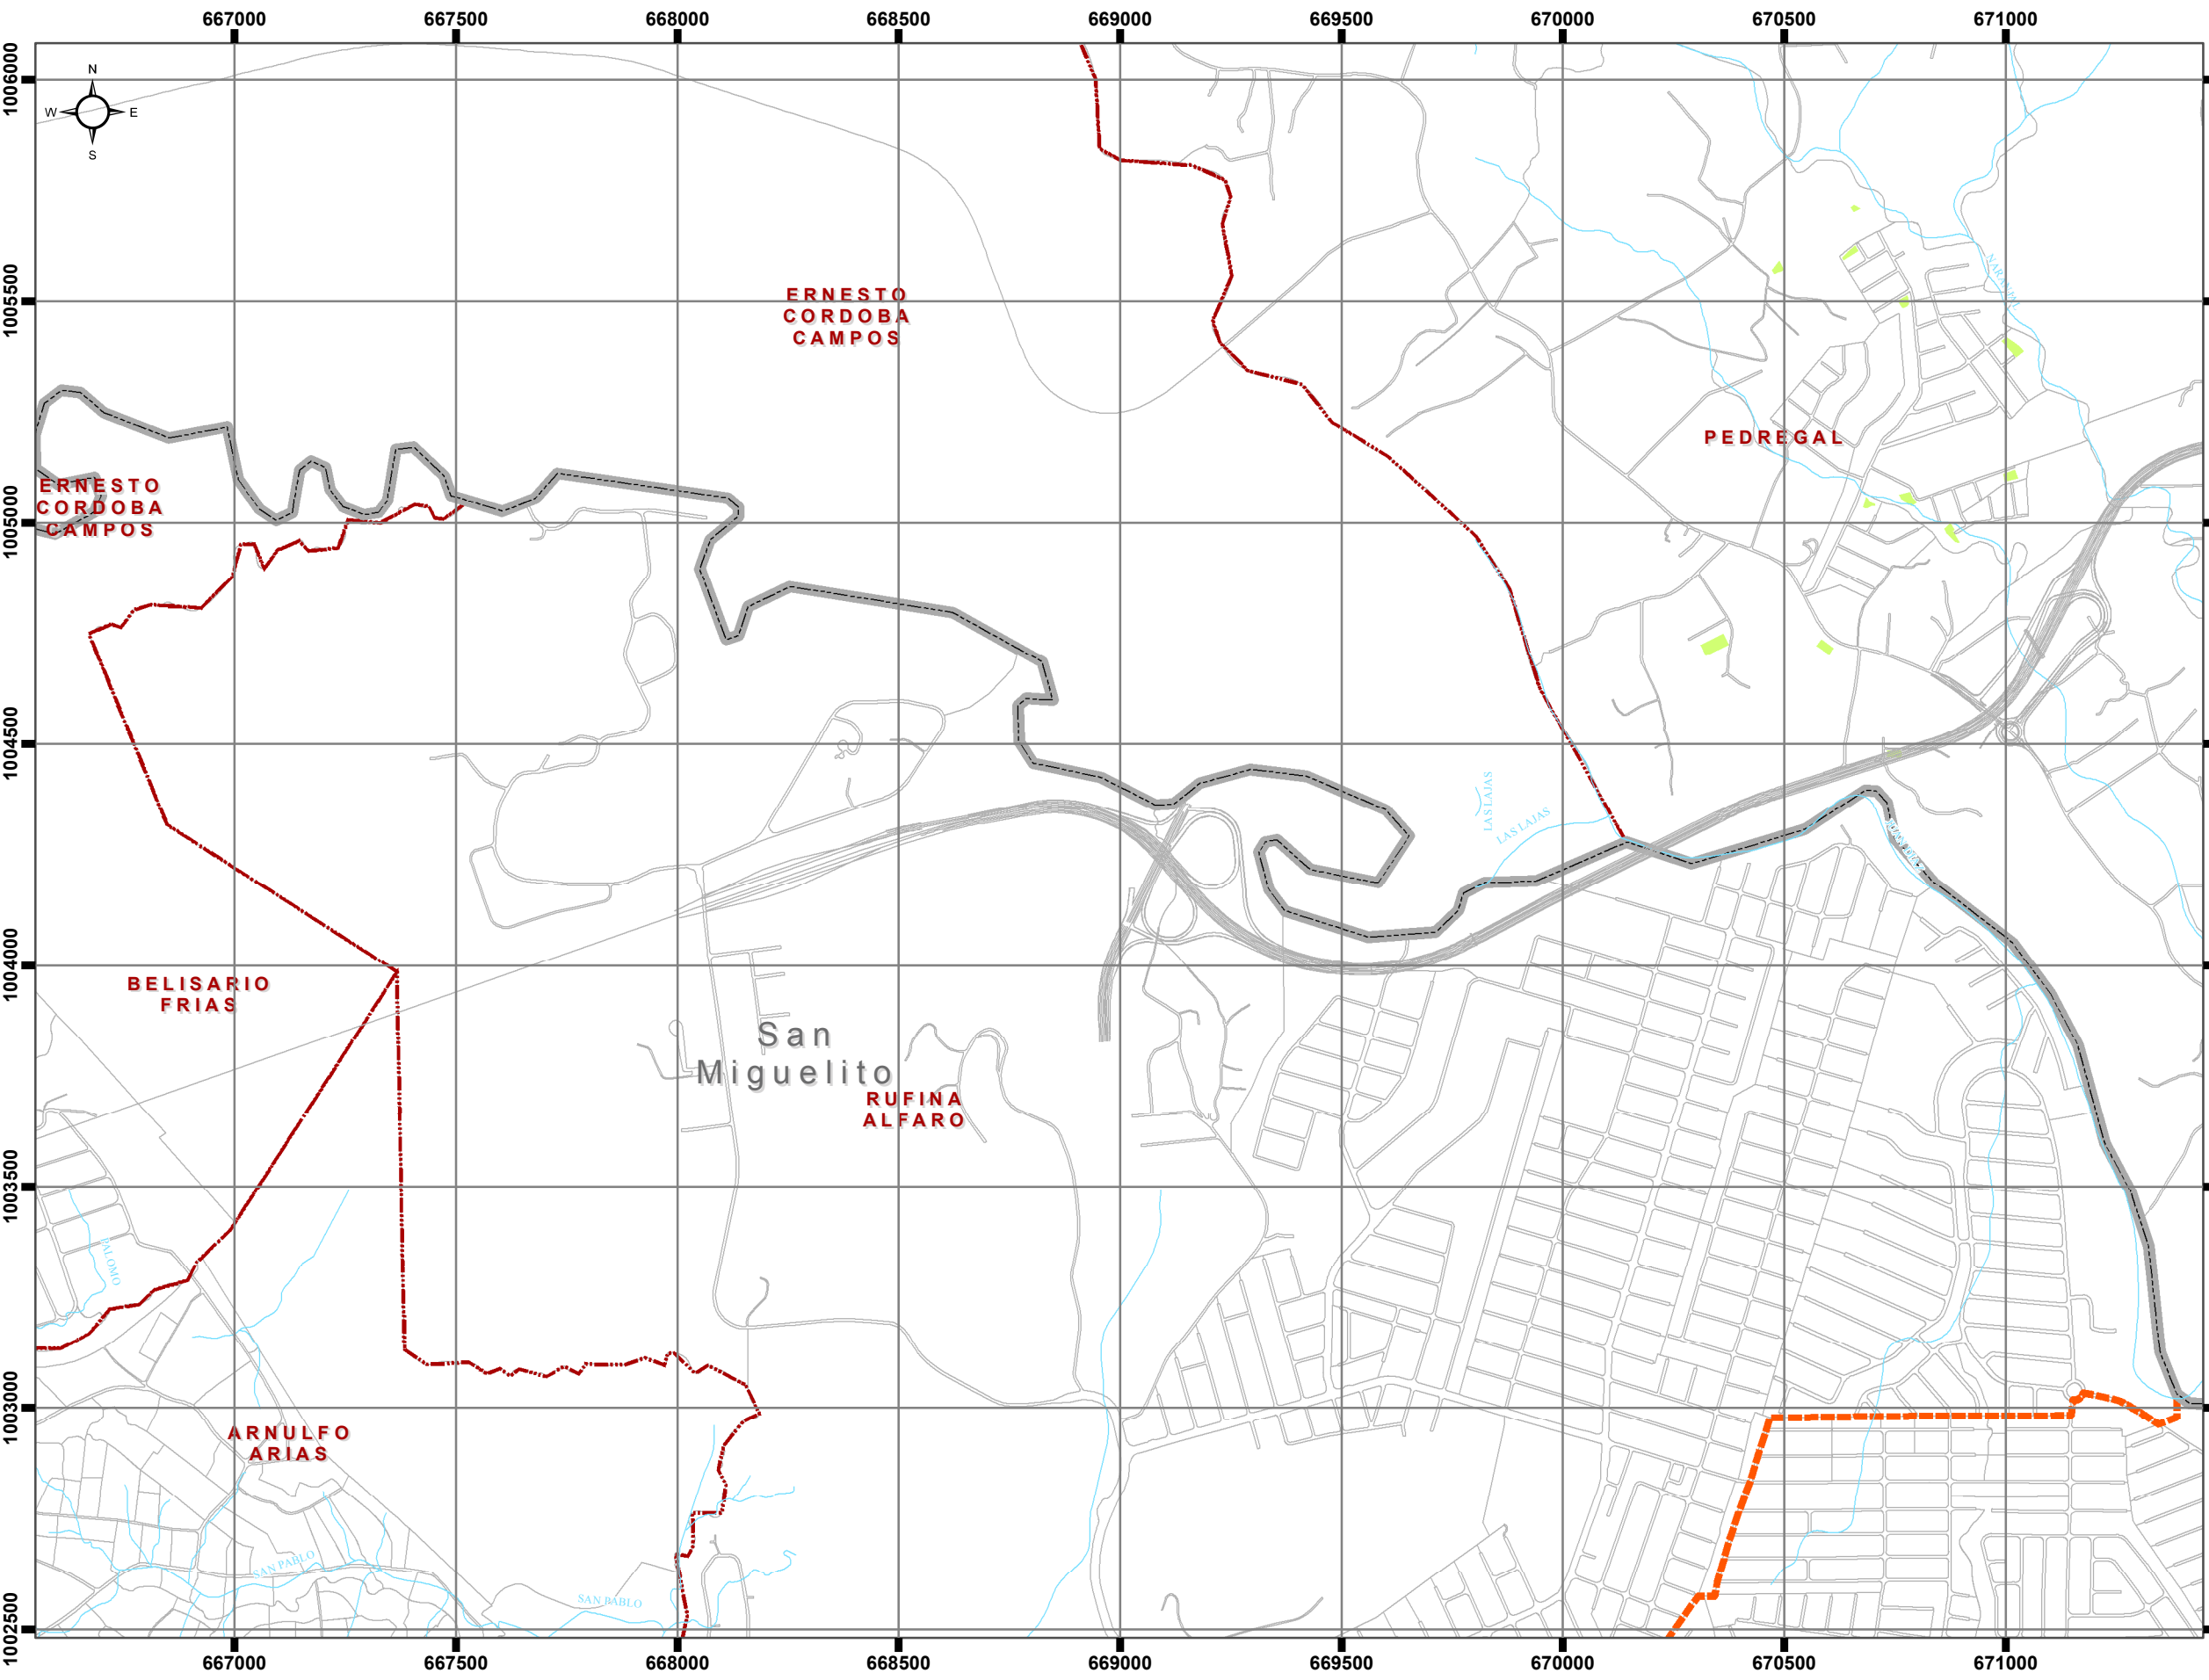 667000 667500 668000 668500 669000 669500 670000 670500 671000
1006000
N
W E
S
1005500
ERNESTO
CORDOBA
CAMPOS
NARANJAL
PEDREGAL
ERNESTO
CORDOBA
CAMPOS
1005000
1004500
LAS LAJAS
LAS LAJAS
1004000
BELISARIO
FRIAS
San
Miguelito
RUFINA
ALFARO
1003500
PALOMO
1003000
ARNULFO
ARIAS
SAN PABLO
SAN PABLO
1002500
667000 667500 668000 668500 669000 669500 670000 670500 671000